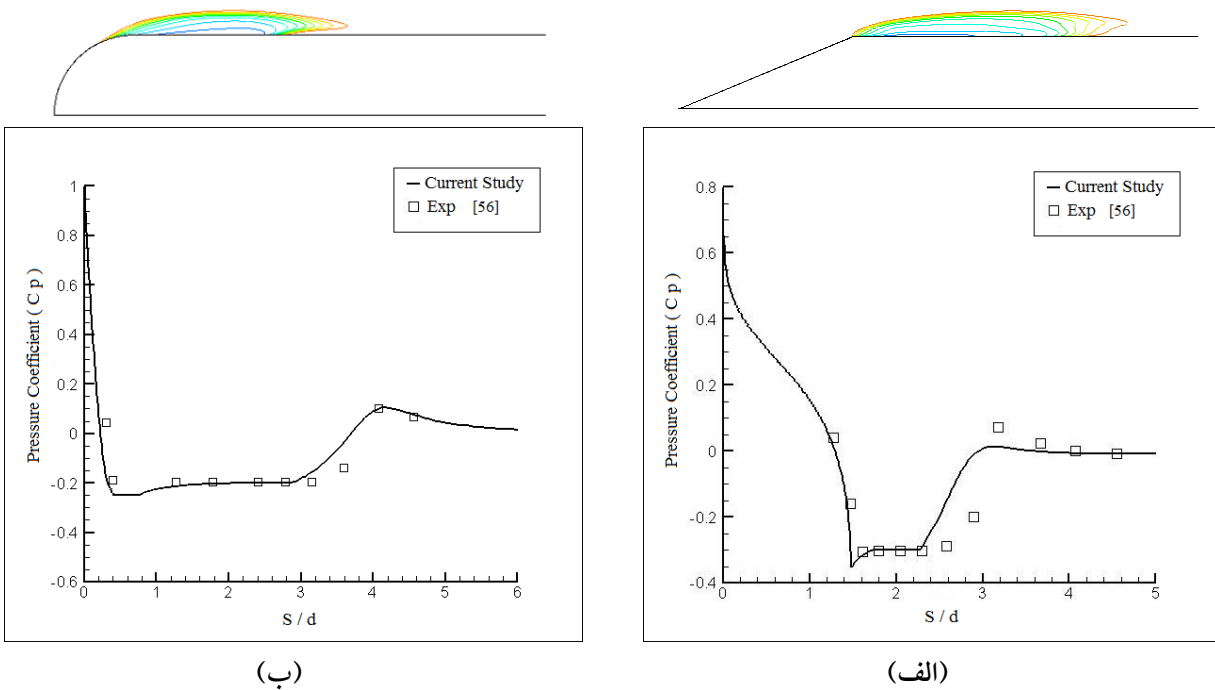 Current Study
Exp [56]
1
0.8
0.6
0.4
0.2
0
-0.2
-0.4
-0.6
Pressure Coefficient ( C p )
0 1 2 3 4 5 6
S / d
(ب)
Current Study
Exp [56]
0.8
0.6
0.4
0.2
0
-0.2
-0.4
Pressure Coefficient ( C p )
0 1 2 3 4 5
S / d
(الف)